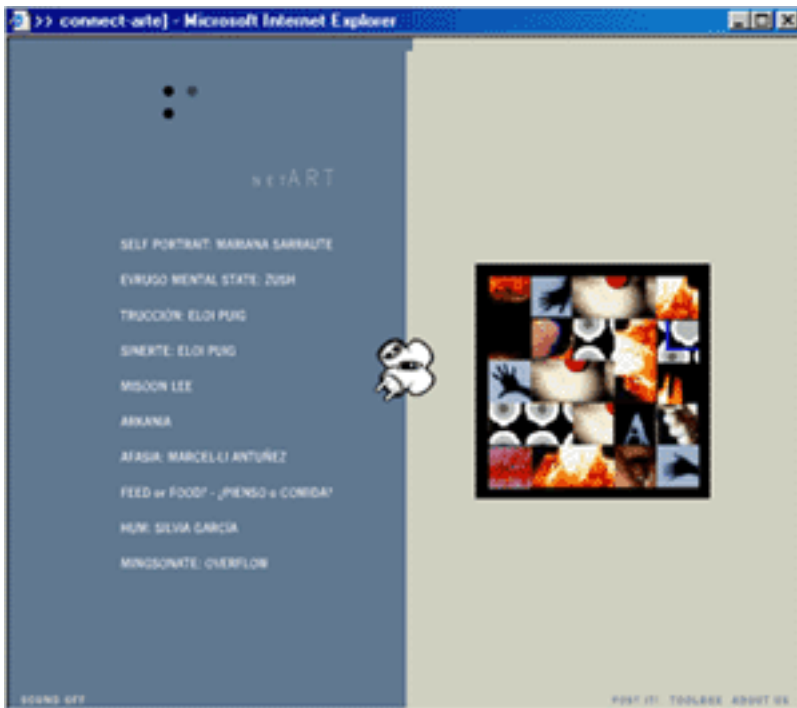 >> connect-arte] - Microsoft Internet Explorer
netART
SELF PORTRAIT: MARIANA SARRAUTE
EVRUGO MENTAL STATE: ZUSH
TRUCCIÓN: ELOI PUIG
SINERTE: ELOI PUIG
MISOON LEE
ARKANIA
AFASIA: MARCEL·LI ANTUÑEZ
FEED or FOOD? - ¿PIENSO o COMIDA?
HUM: SILVIA GARCÍA
MINGSONATE: OVERFLOW
A
SOUND OFF
POST IT! TOOLBOX ABOUT US